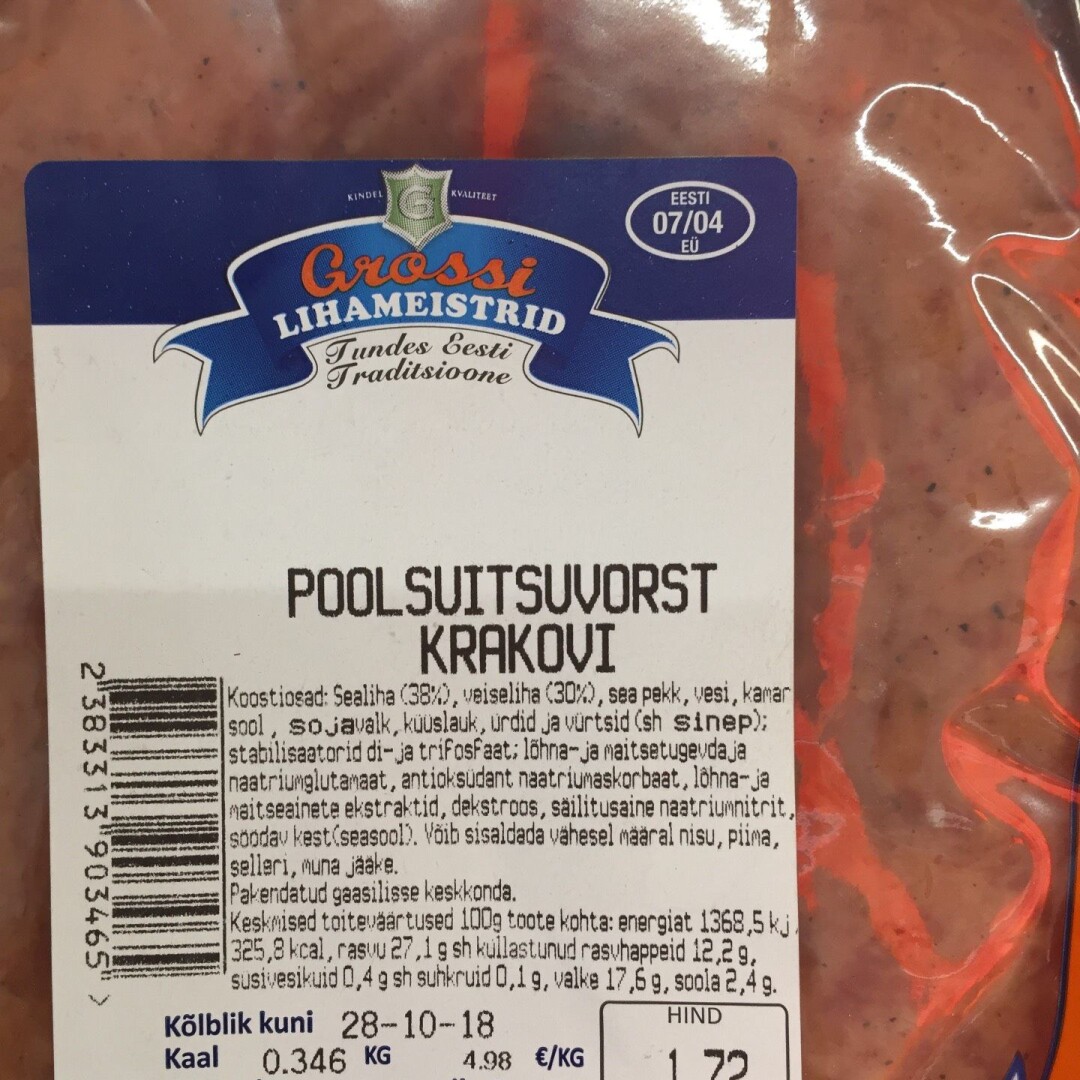 KINDEL G KVALITEET
EESTI
07/04
EÜ
Grossi
LIHAMEISTRID
Tundes Eesti
Traditsioone
POOLSUITSUVORST
KRAKOVI
Koostiosad: Sealiha (38%), veiseliha (30%), sea pekk, vesi, kamar
sool, sojavalk, küüslauk, ürdid ja vürtsid (sh sinep);
stabilisaatorid di-ja trifosfaat; lõhna-ja maitsetugevdaja
naatriumglutamaat, antioksüdant naatriumaskorbaat, lõhna-ja
maitseainete ekstraktid, dekstroos, säilitusaine naatriumnitrit,
söödav kest(seasool). Võib sisaldada vähesel määral nisu, piima,
selleri, muna jääke.
Pakendatud gaasilisse keskkonda.
Keskmised toiteväärtused 100g toote kohta: energiat 1368,5 kj
325,8 kcal, rasvu 27,1 g sh küllastunud rasvhappeid 12,2 g,
süsivesikuid 0,4 g sh suhkruid 0,1 g, valke 17,6 g, soola 2,4 g.
2 383313 903465 >
Kõlblik kuni 28-10-18
Kaal 0.346 KG 4.98 €/KG
HIND
1.72